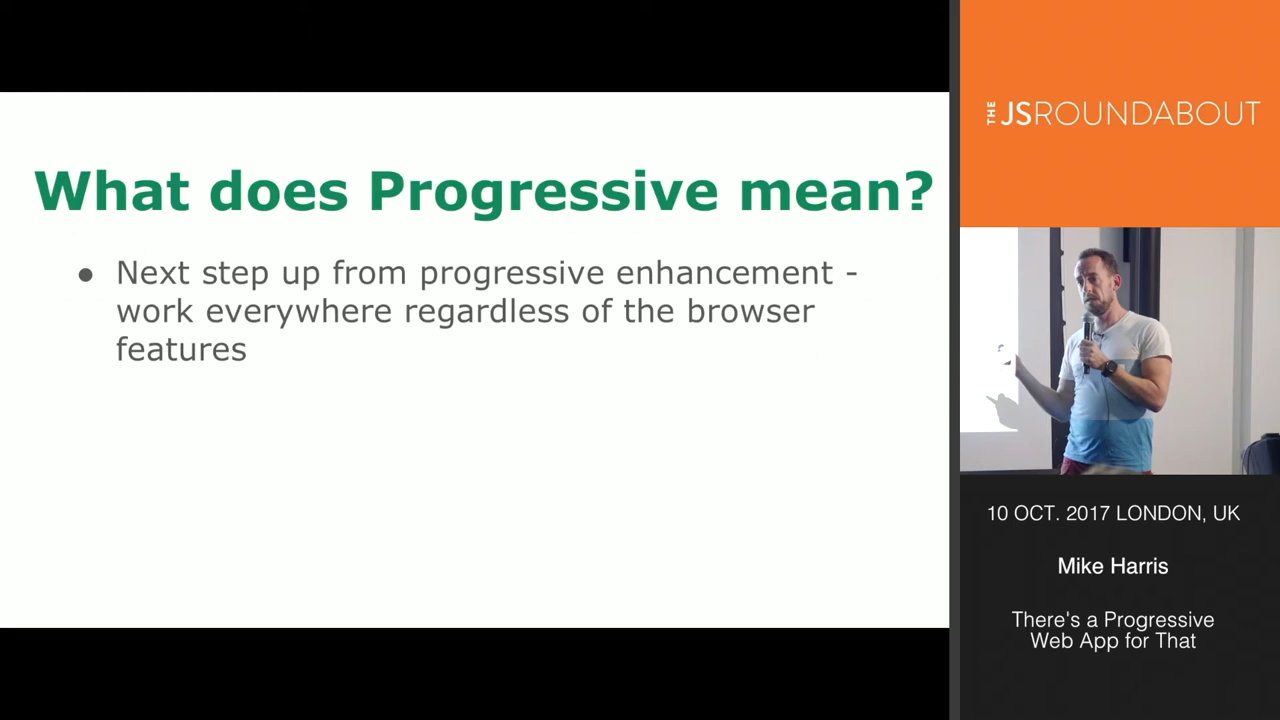 What does Progressive mean?
● Next step up from progressive enhancement -
work everywhere regardless of the browser
features
THE JSROUNDABOUT
10 OCT. 2017 LONDON, UK
Mike Harris
There's a Progressive
Web App for That